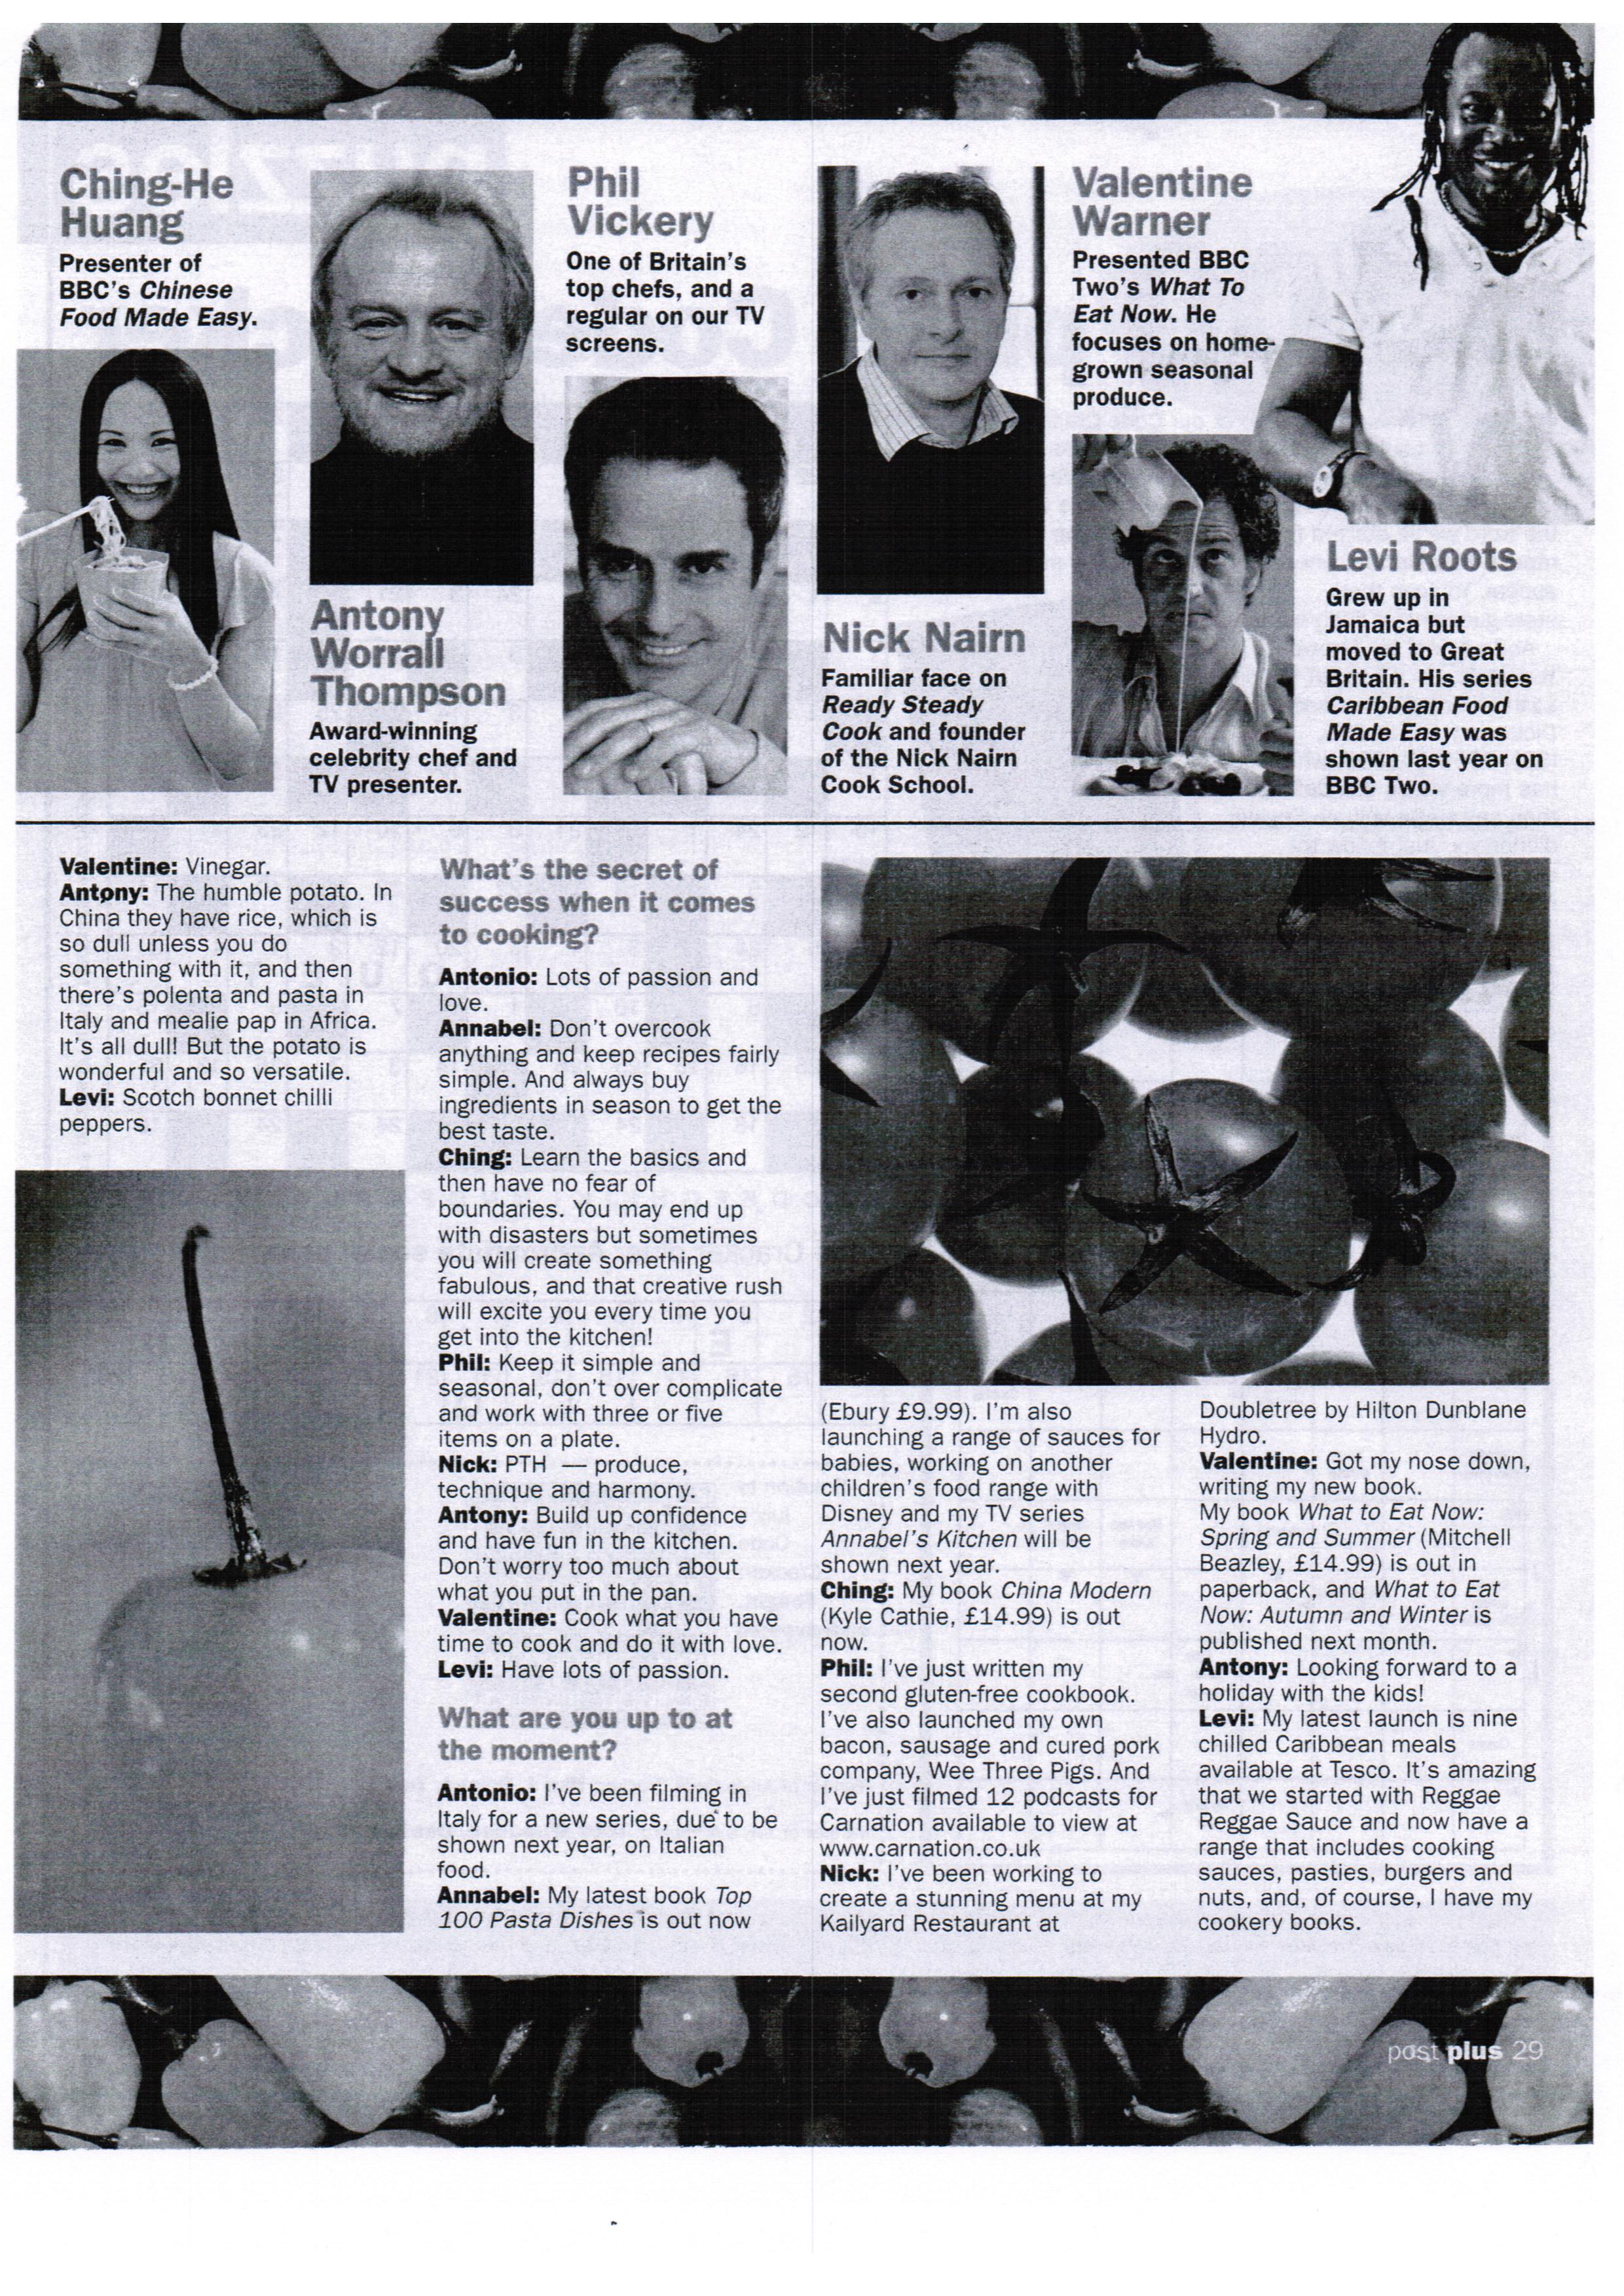 Ching-He
Huang
Presenter of
BBC's Chinese
Food Made Easy.
Antony
Worrall
Thompson
Award-winning
celebrity chef and
TV presenter.
Phil
Vickery
One of Britain's
top chefs, and a
regular on our TV
screens.
Nick Nairn
Familiar face on
Ready Steady
Cook and founder
of the Nick Nairn
Cook School.
Valentine
Warner
Presented BBC
Two's What To
Eat Now. He
focuses on home-
grown seasonal
produce.
Levi Roots
Grew up in
Jamaica but
moved to Great
Britain. His series
Caribbean Food
Made Easy was
shown last year on
BBC Two.
Valentine: Vinegar.
Antony: The humble potato. In
China they have rice, which is
so dull unless you do
something with it, and then
there's polenta and pasta in
Italy and mealie pap in Africa.
It's all dull! But the potato is
wonderful and so versatile.
Levi: Scotch bonnet chilli
peppers.
What's the secret of
success when it comes
to cooking?
Antonio: Lots of passion and
love.
Annabel: Don't overcook
anything and keep recipes fairly
simple. And always buy
ingredients in season to get the
best taste.
Ching: Learn the basics and
then have no fear of
boundaries. You may end up
with disasters but sometimes
you will create something
fabulous, and that creative rush
will excite you every time you
get into the kitchen!
Phil: Keep it simple and
seasonal, don't over complicate
and work with three or five
items on a plate.
Nick: PTH — produce,
technique and harmony.
Antony: Build up confidence
and have fun in the kitchen.
Don't worry too much about
what you put in the pan.
Valentine: Cook what you have
time to cook and do it with love.
Levi: Have lots of passion.
What are you up to at
the moment?
Antonio: I've been filming in
Italy for a new series, due to be
shown next year, on Italian
food.
Annabel: My latest book Top
100 Pasta Dishes is out now
(Ebury £9.99). I'm also
launching a range of sauces for
babies, working on another
children's food range with
Disney and my TV series
Annabel's Kitchen will be
shown next year.
Ching: My book China Modern
(Kyle Cathie, £14.99) is out
now.
Phil: I've just written my
second gluten-free cookbook.
I've also launched my own
bacon, sausage and cured pork
company, Wee Three Pigs. And
I've just filmed 12 podcasts for
Carnation available to view at
www.carnation.co.uk
Nick: I've been working to
create a stunning menu at my
Kailyard Restaurant at
Doubletree by Hilton Dunblane
Hydro.
Valentine: Got my nose down,
writing my new book.
My book What to Eat Now:
Spring and Summer (Mitchell
Beazley, £14.99) is out in
paperback, and What to Eat
Now: Autumn and Winter is
published next month.
Antony: Looking forward to a
holiday with the kids!
Levi: My latest launch is nine
chilled Caribbean meals
available at Tesco. It's amazing
that we started with Reggae
Reggae Sauce and now have a
range that includes cooking
sauces, pasties, burgers and
nuts, and, of course, I have my
cookery books.
post plus 29